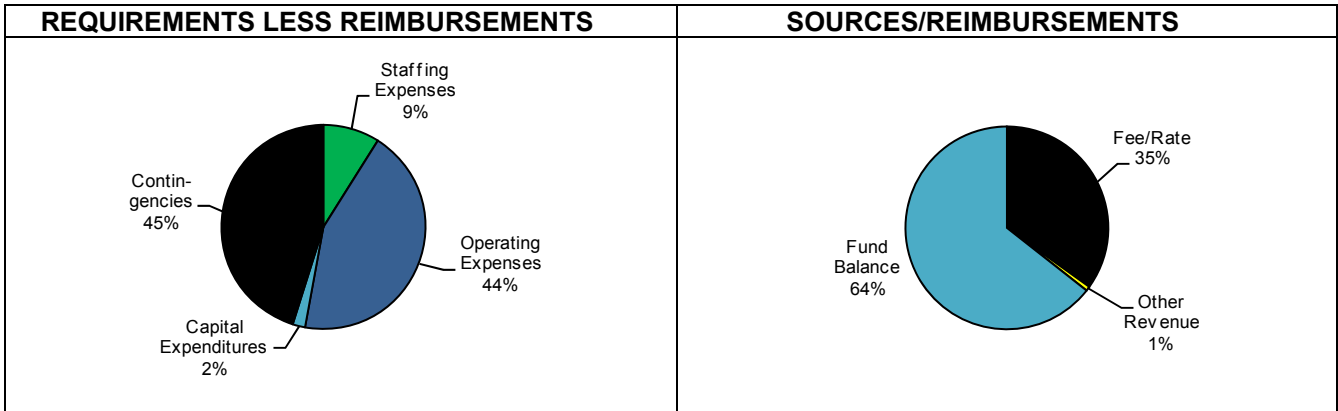 REQUIREMENTS LESS REIMBURSEMENTS
Staffing
Expenses
9%
Contin-
gencies
45%
Operating
Expenses
44%
Capital
Expenditures
2%
SOURCES/REIMBURSEMENTS
Fee/Rate
35%
Fund
Balance
64%
Other
Revenue
1%